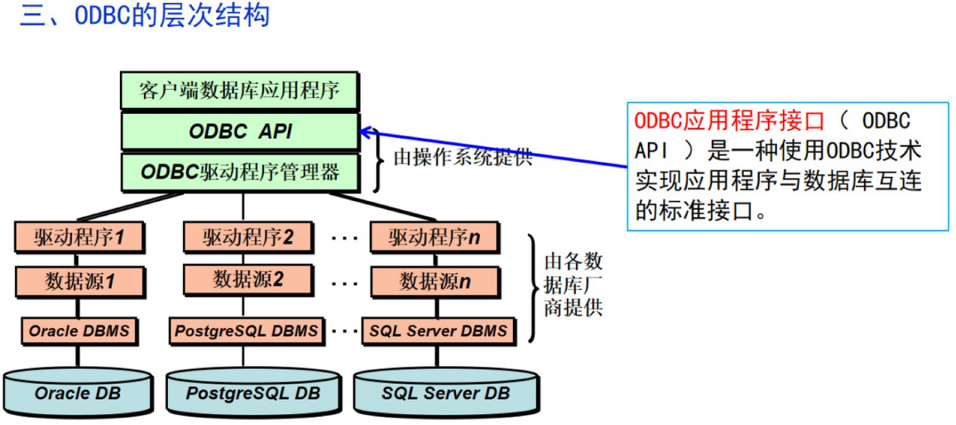 三、ODBC的层次结构
客户端数据库应用程序
ODBC API
ODBC驱动程序管理器
由操作系统提供
ODBC应用程序接口（ ODBC
API ）是一种使用ODBC技术
实现应用程序与数据库互连
的标准接口。
驱动程序1 驱动程序2 ··· 驱动程序n
数据源1 数据源2 ··· 数据源n
由各数
据库厂
商提供
Oracle DBMS PostgreSQL DBMS ··· SQL Server DBMS
Oracle DB PostgreSQL DB SQL Server DB